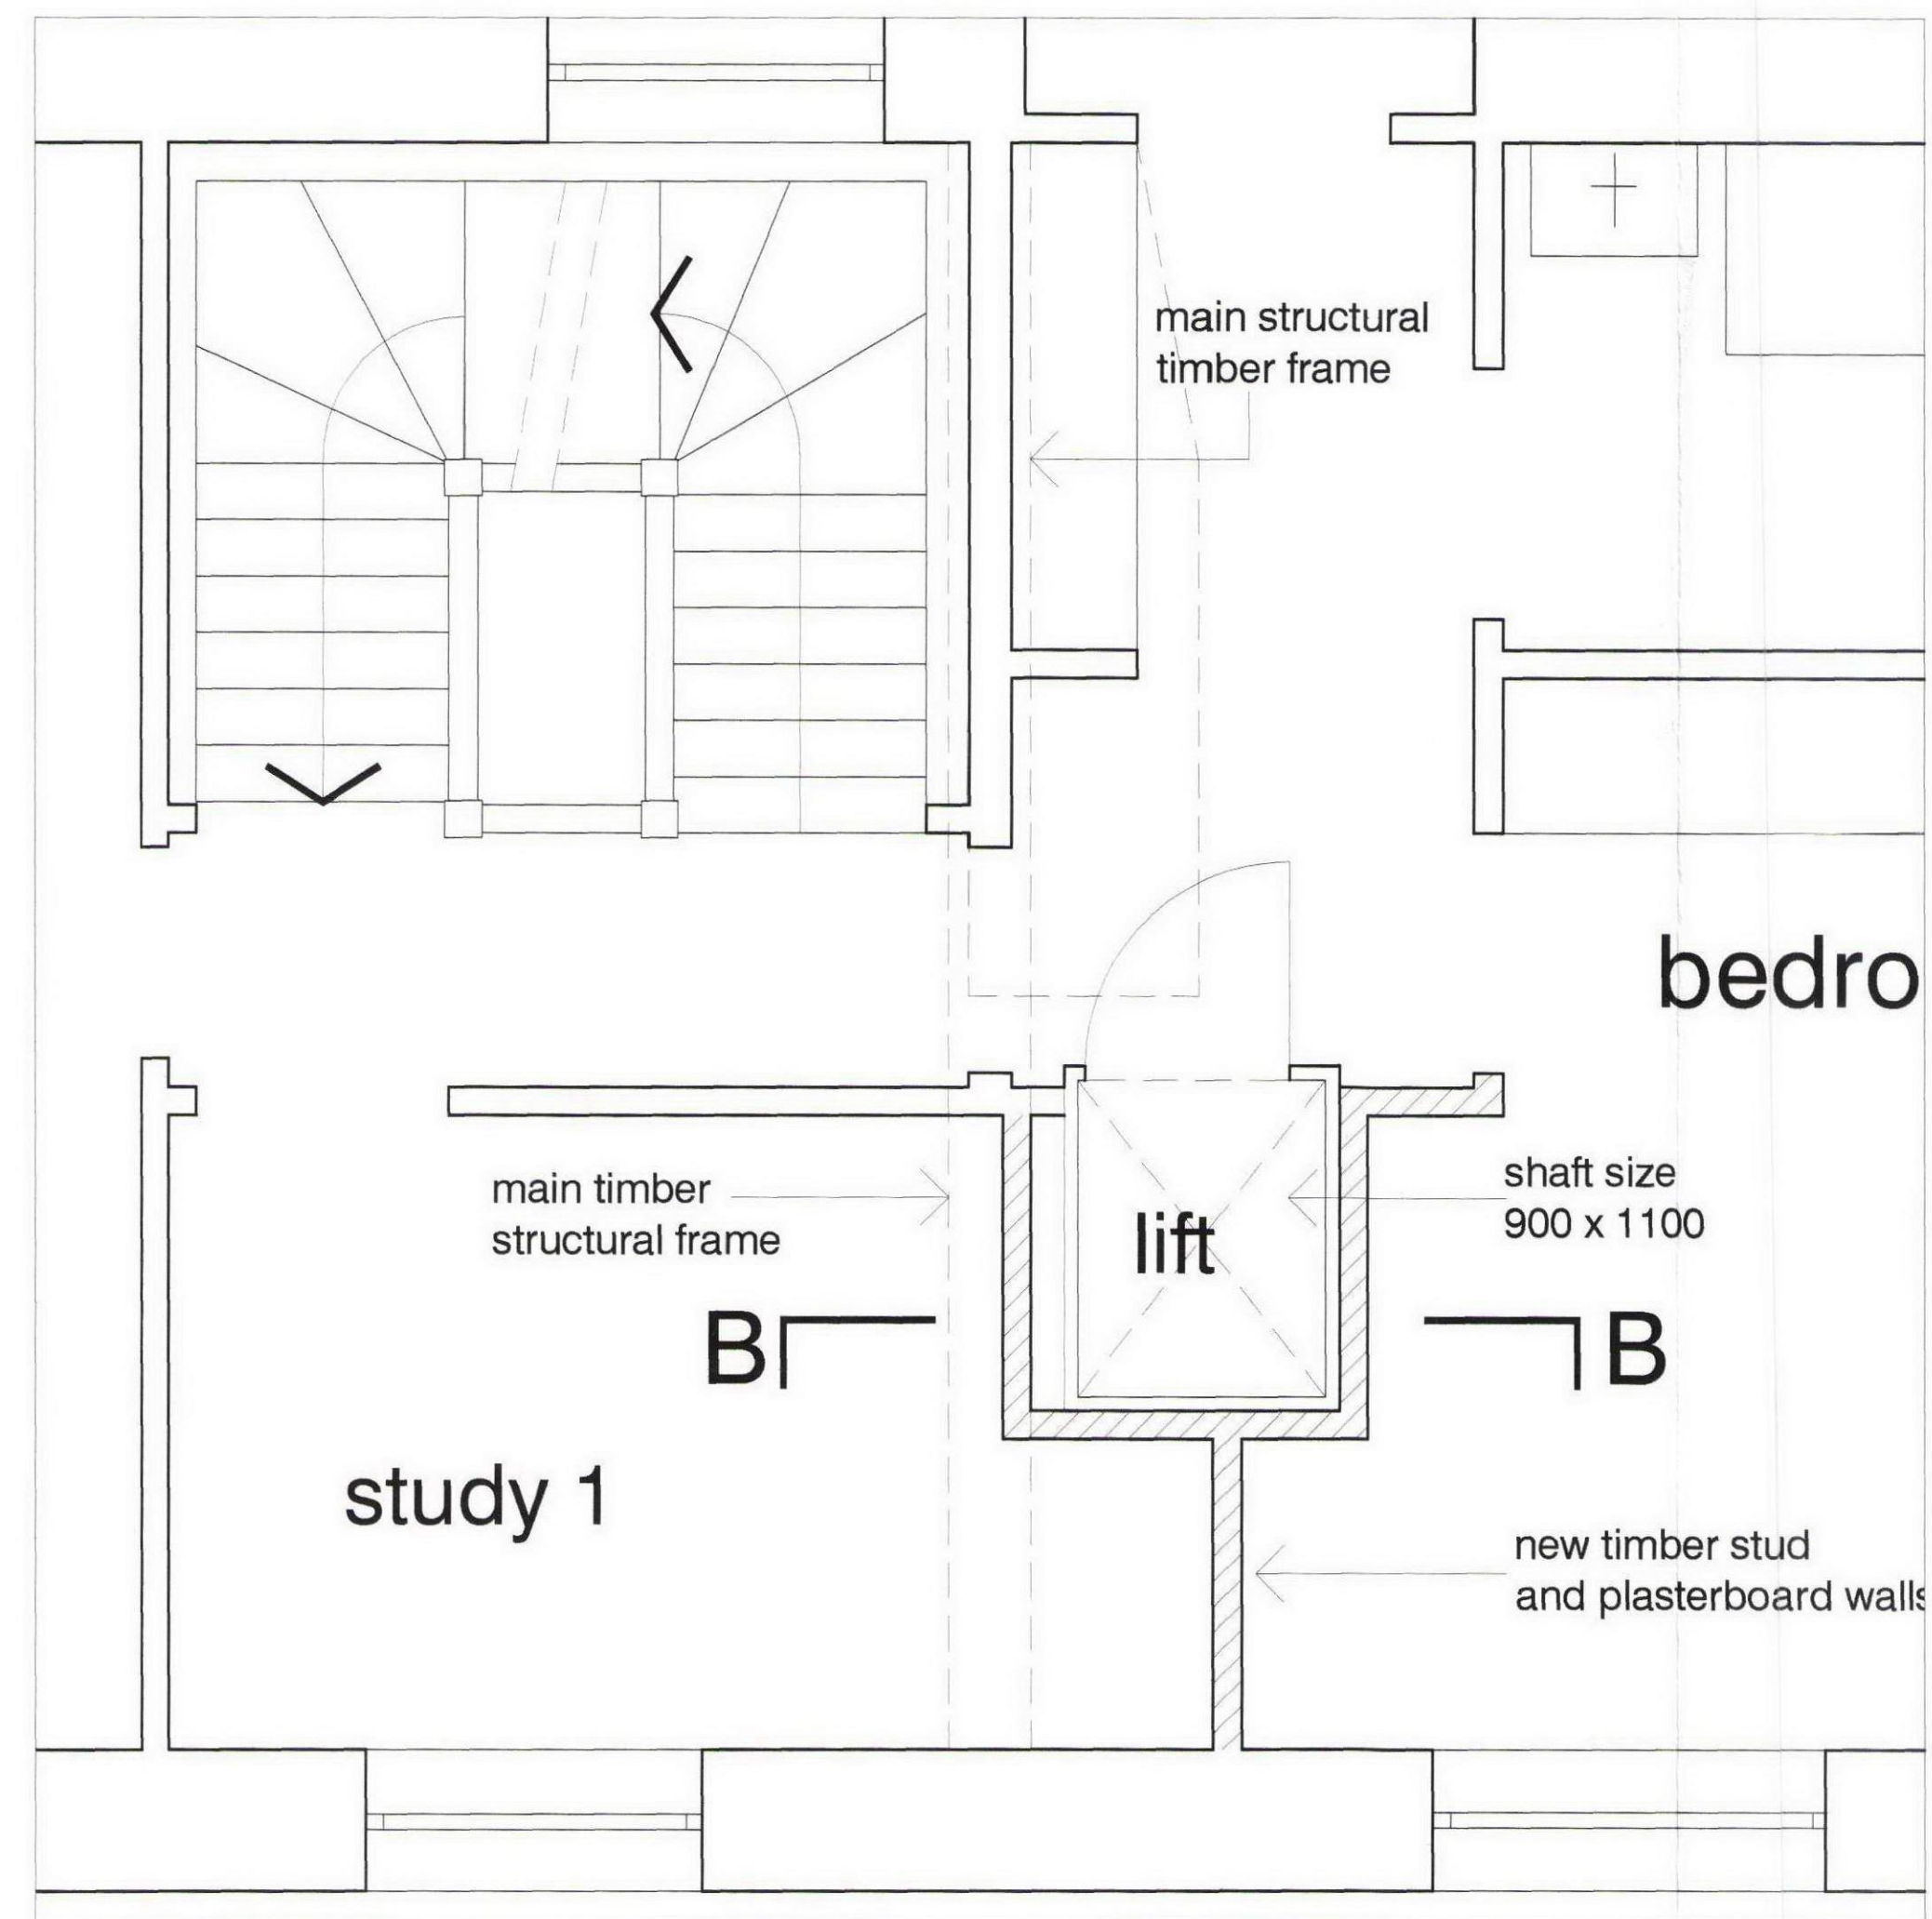 main structural
timber frame
bedro
main timber
structural frame
shaft size
900 x 1100
lift
B
B
study 1
new timber stud
and plasterboard walls